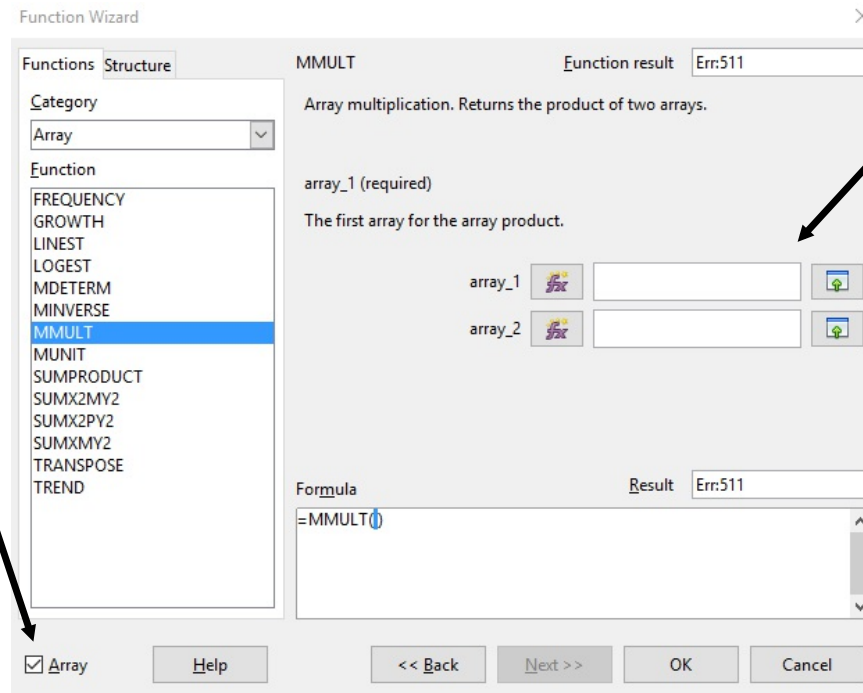 Function Wizard
Functions Structure
Category
Array
Function
FREQUENCY
GROWTH
LINEST
LOGEST
MDETERM
MINVERSE
MMULT
MUNIT
SUMPRODUCT
SUMX2MY2
SUMX2PY2
SUMXMY2
TRANSPOSE
TREND
MMULT Function result Err:511
Array multiplication. Returns the product of two arrays.
array_1 (required)
The first array for the array product.
array_1 fx
array_2 fx
Formula Result Err:511
=MMULT()
Array Help << Back Next >> OK Cancel